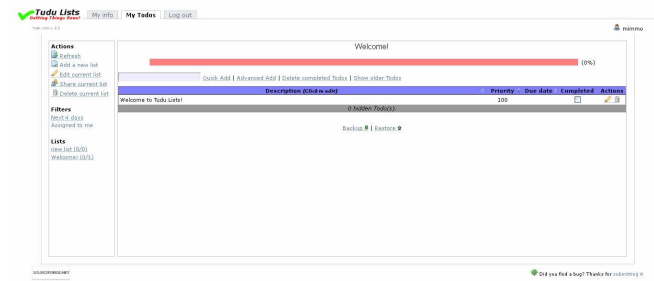 Tudu Lists
Getting Things Done!
My info
My Todos
Log out
mimmo
Actions
Refresh
Add a new list
Edit current list
Share current list
Delete current list
Filters
Next 4 days
Assigned to me
Lists
new list (0/0)
Welcome! (0/1)
Welcome!
(0%)
Quick Add | Advanced Add | Delete completed Todos | Show older Todos
Description (Click to edit) Priority Due date Completed Actions
Welcome to Tudu Lists! 100
0 hidden Todo(s).
Backup | Restore
SOURCEFORGE.NET
Did you find a bug? Thanks for submitting it